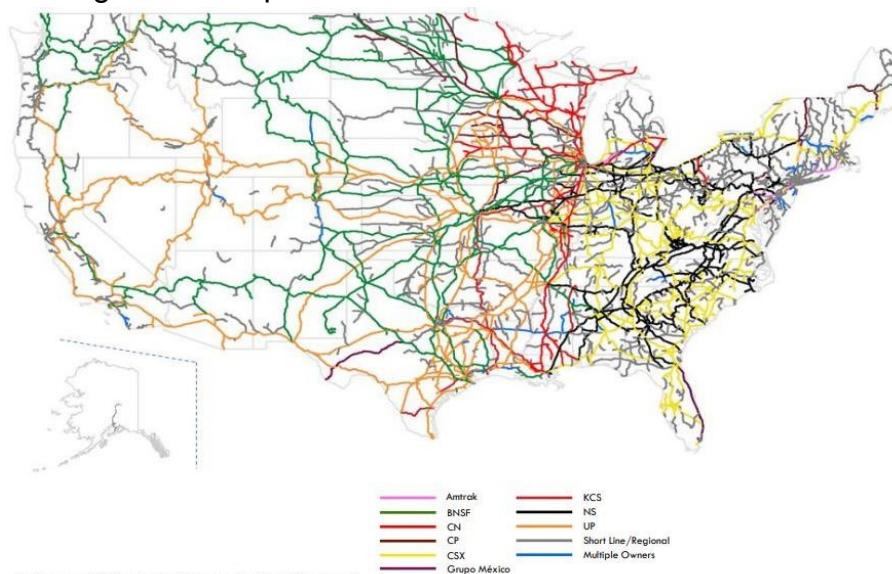 Amtrak
BNSF
CN
CP
CSX
Grupo México
KCS
NS
UP
Short Line/Regional
Multiple Owners